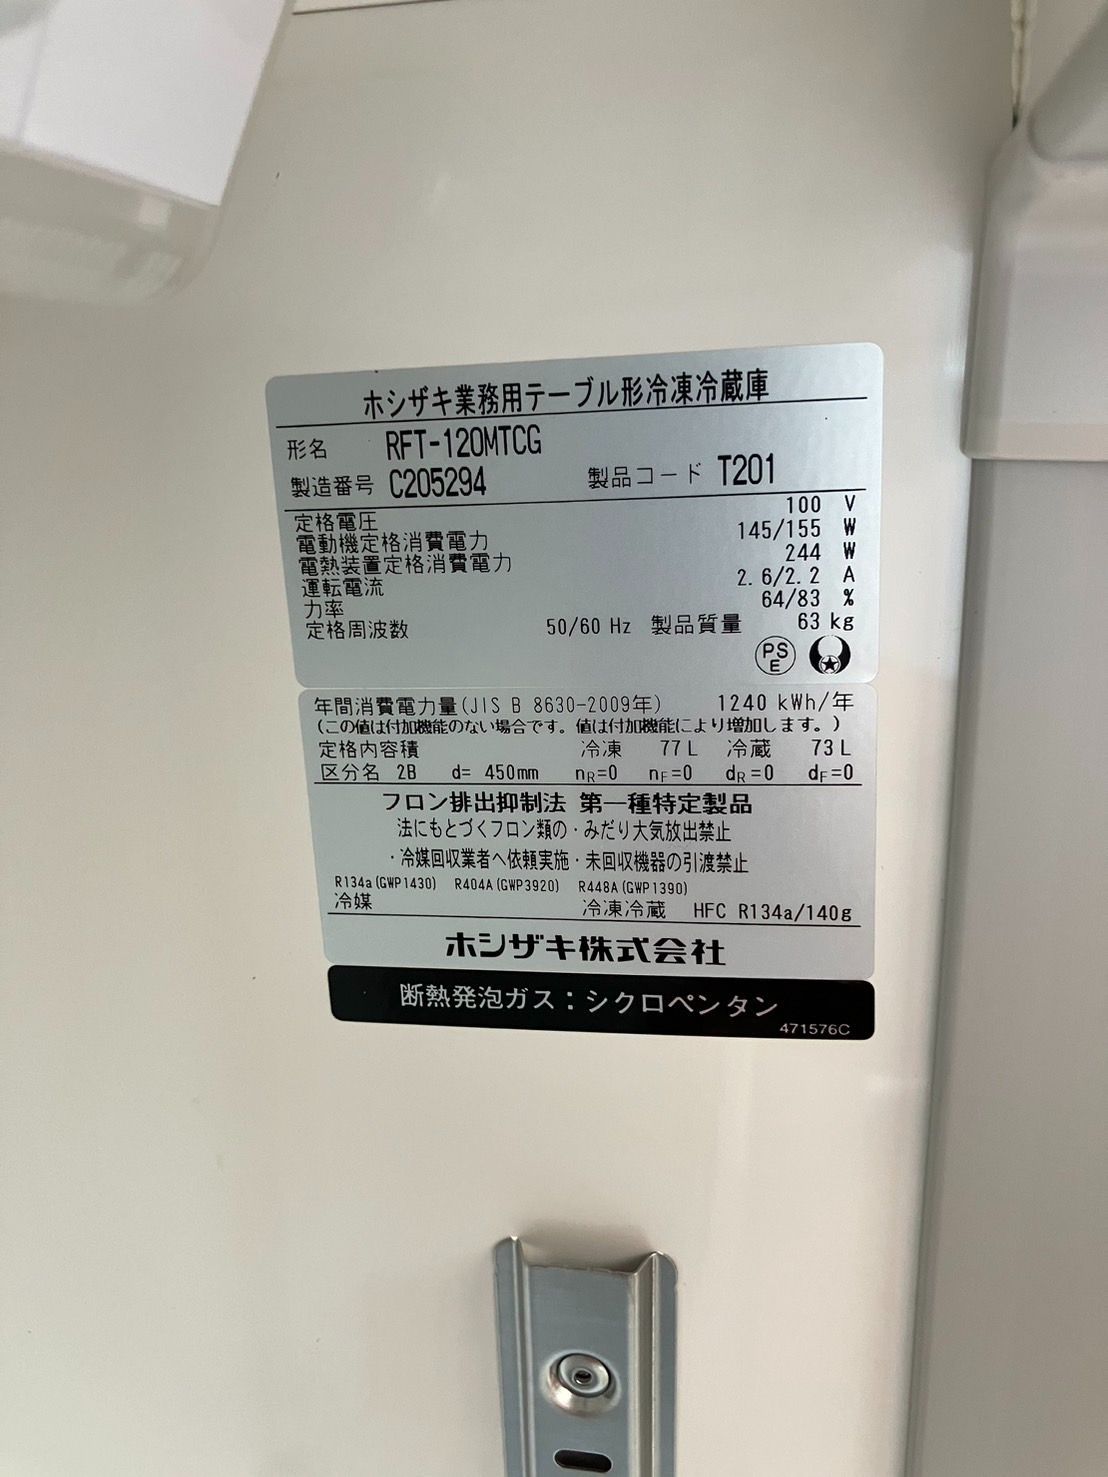 ホシザキ業務用テーブル形冷凍冷蔵庫
形名 RFT-120MTCG
製造番号 C205294 製品コード T201
定格電圧 100 V
電動機定格消費電力 145/155 W
電熱装置定格消費電力 244 W
運転電流 2.6/2.2 A
力率 64/83 %
定格周波数 50/60 Hz 製品質量 63 kg
PS E
年間消費電力量(JIS B 8630-2009年) 1240 kWh/年
(この値は付加機能のない場合です。値は付加機能により増加します。)
定格内容積 冷凍 77L 冷蔵 73L
区分名 2B d= 450mm nR=0 nF=0 dR=0 dF=0
フロン排出抑制法 第一種特定製品
法にもとづくフロン類の・みだり大気放出禁止
・冷媒回収業者へ依頼実施・未回収機器の引渡禁止
R134a(GWP1430) R404A(GWP3920) R448A(GWP1390)
冷媒 冷凍冷蔵 HFC R134a/140g
ホシザキ株式会社
断熱発泡ガス:シクロペンタン
471576C